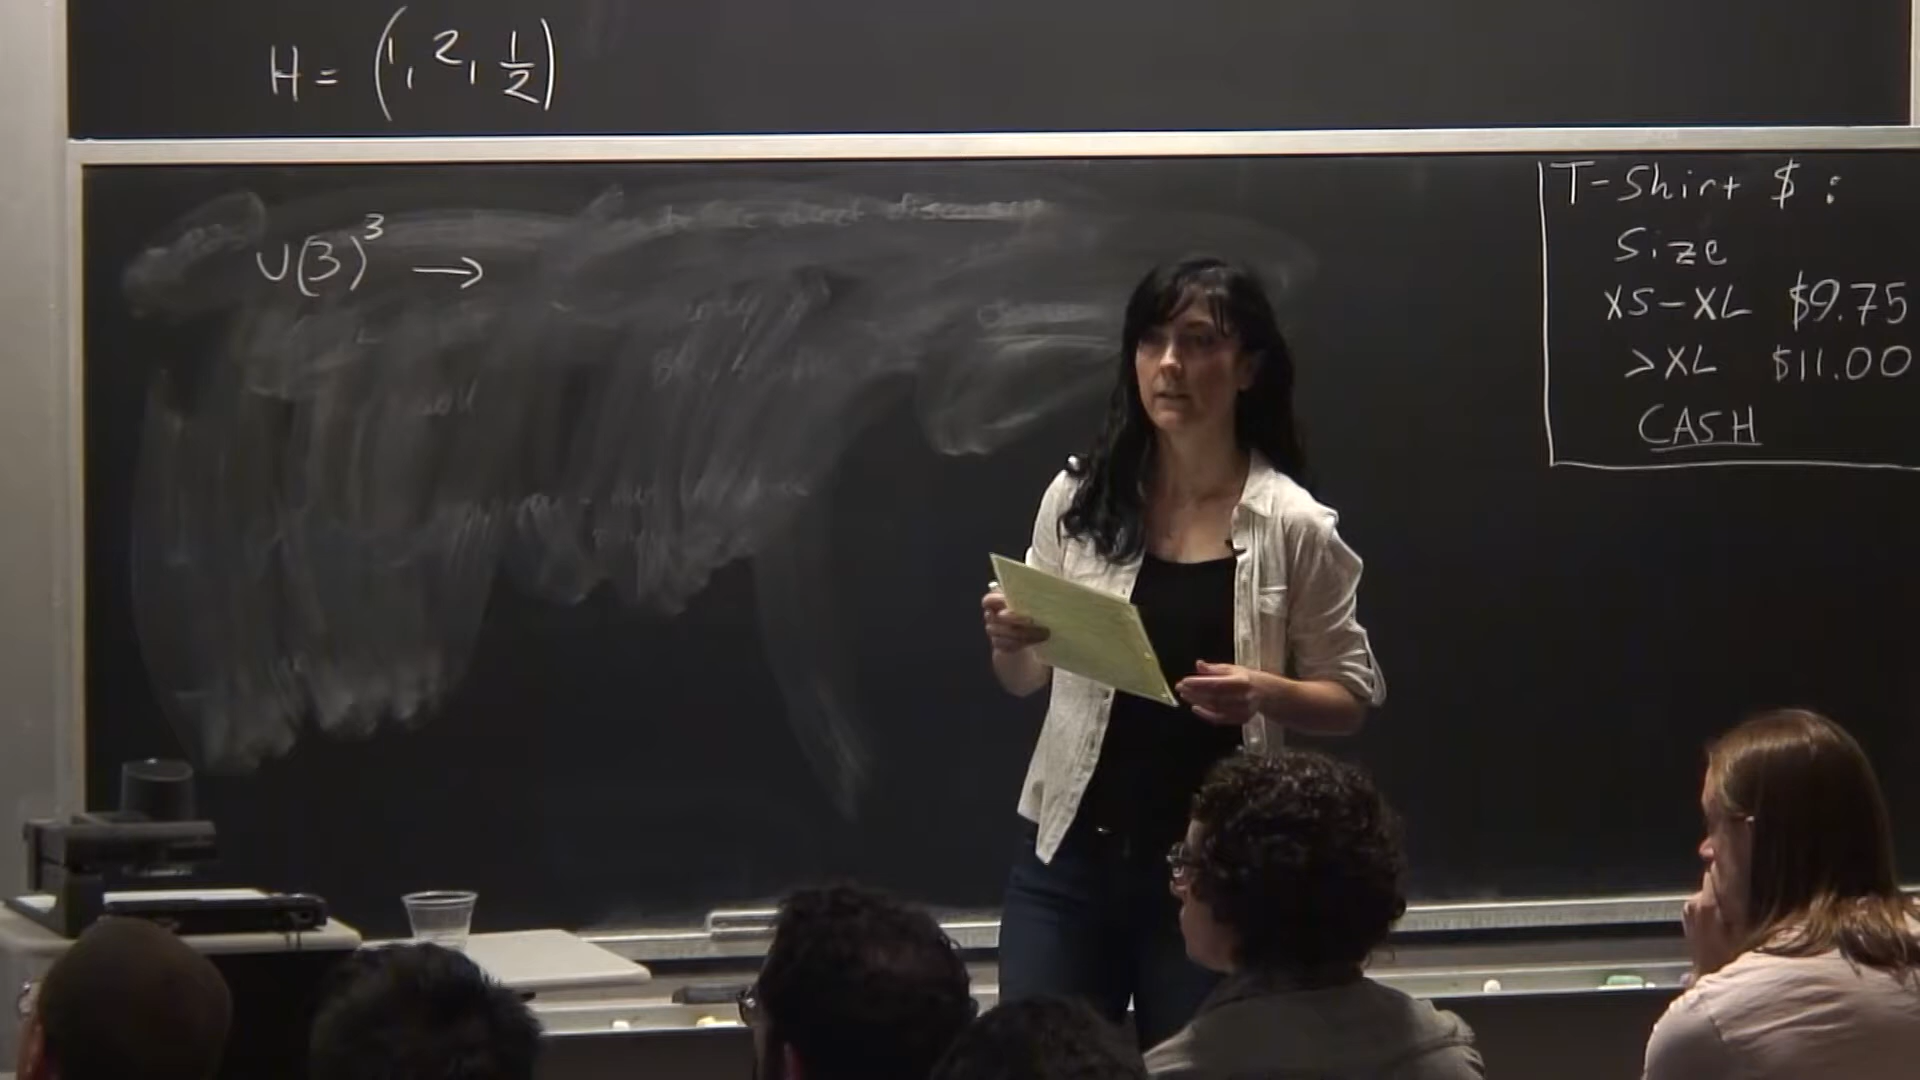 H = (1, 2, 1/2)
U(3)³ →
T-Shirt $ :
Size
XS-XL $9.75
>XL $11.00
CASH